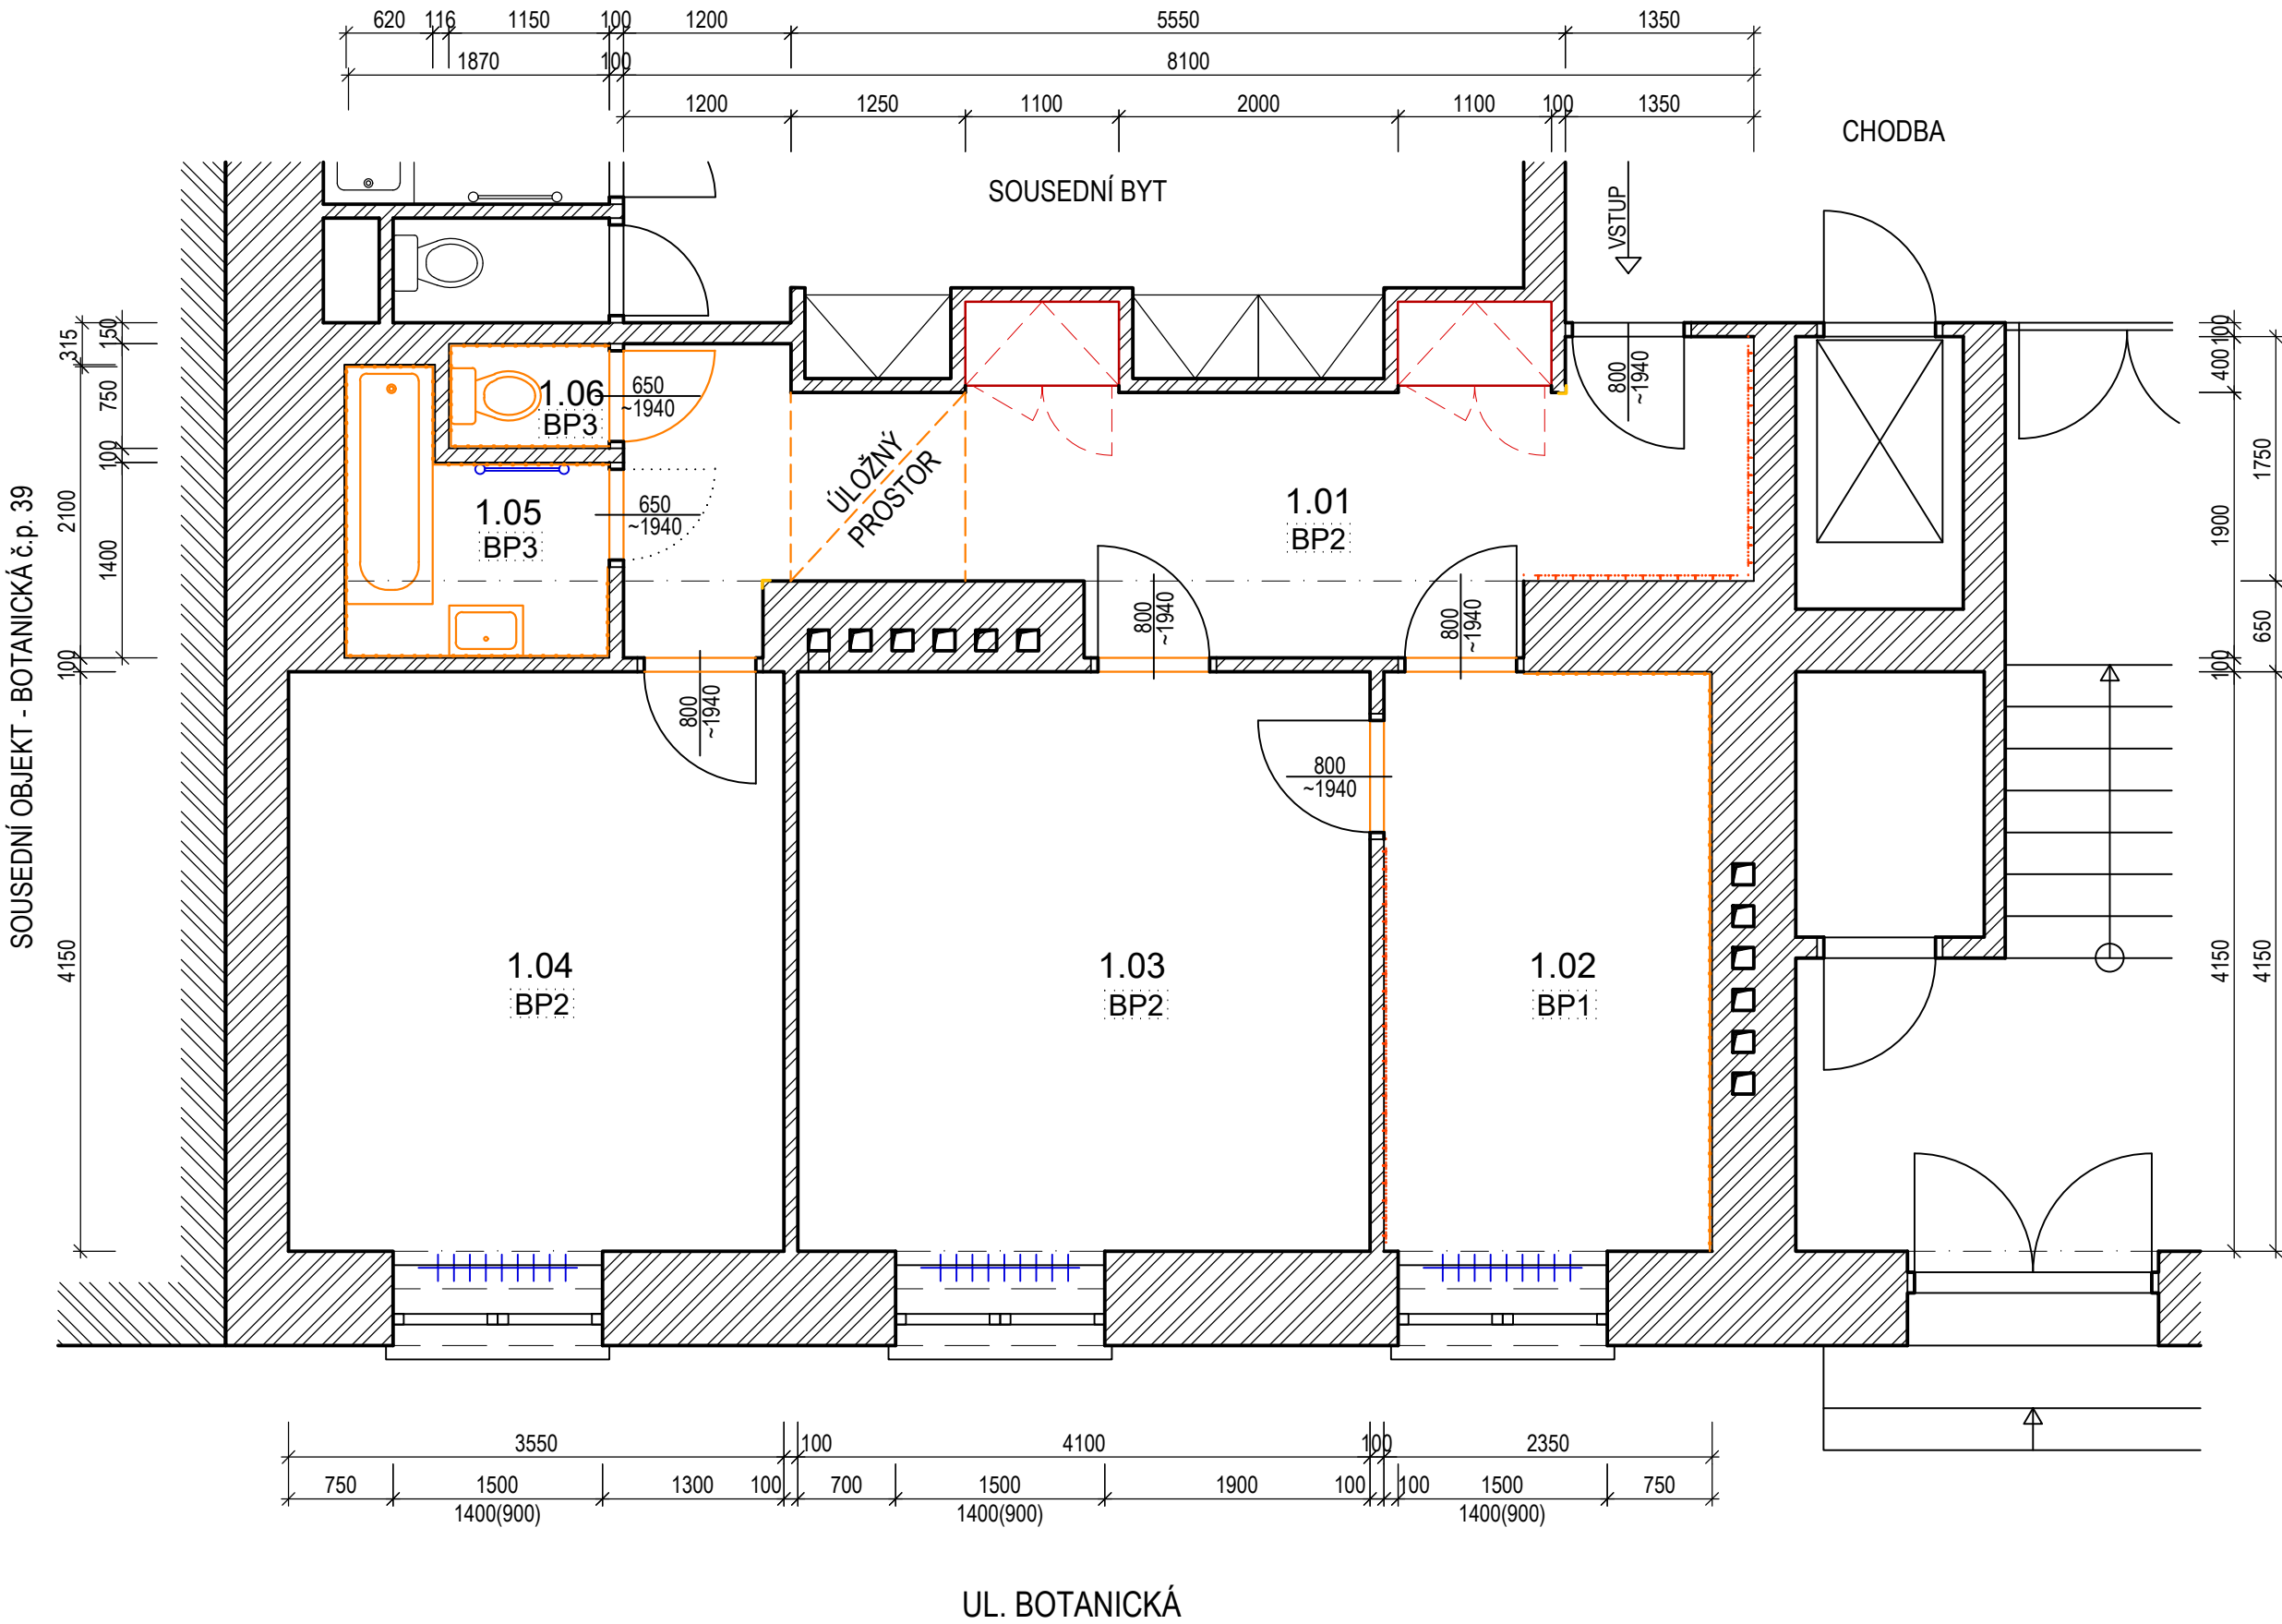 620 116 1150 100 1200 5550 1350
1870 100 8100
1200 1250 1100 2000 1100 100 1350
CHODBA
SOUSEDNÍ BYT
VSTUP
315
150
750
100
2100
1400
100
4150
SOUSEDNÍ OBJEKT - BOTANICKÁ č.p. 39
1.06
BP3
650
~1940
1.05
BP3
650
~1940
ÚLOŽNÝ
PROSTOR
1.01
BP2
800
~1940
800
~1940
800
~1940
800
~1940
800
~1940
100
400
1750
1900
650
100
4150
4150
1.04
BP2
1.03
BP2
1.02
BP1
3550 100 4100 100 2350
750 1500 1300 100 700 1500 1900 100 100 1500 750
1400(900) 1400(900) 1400(900)
UL. BOTANICKÁ